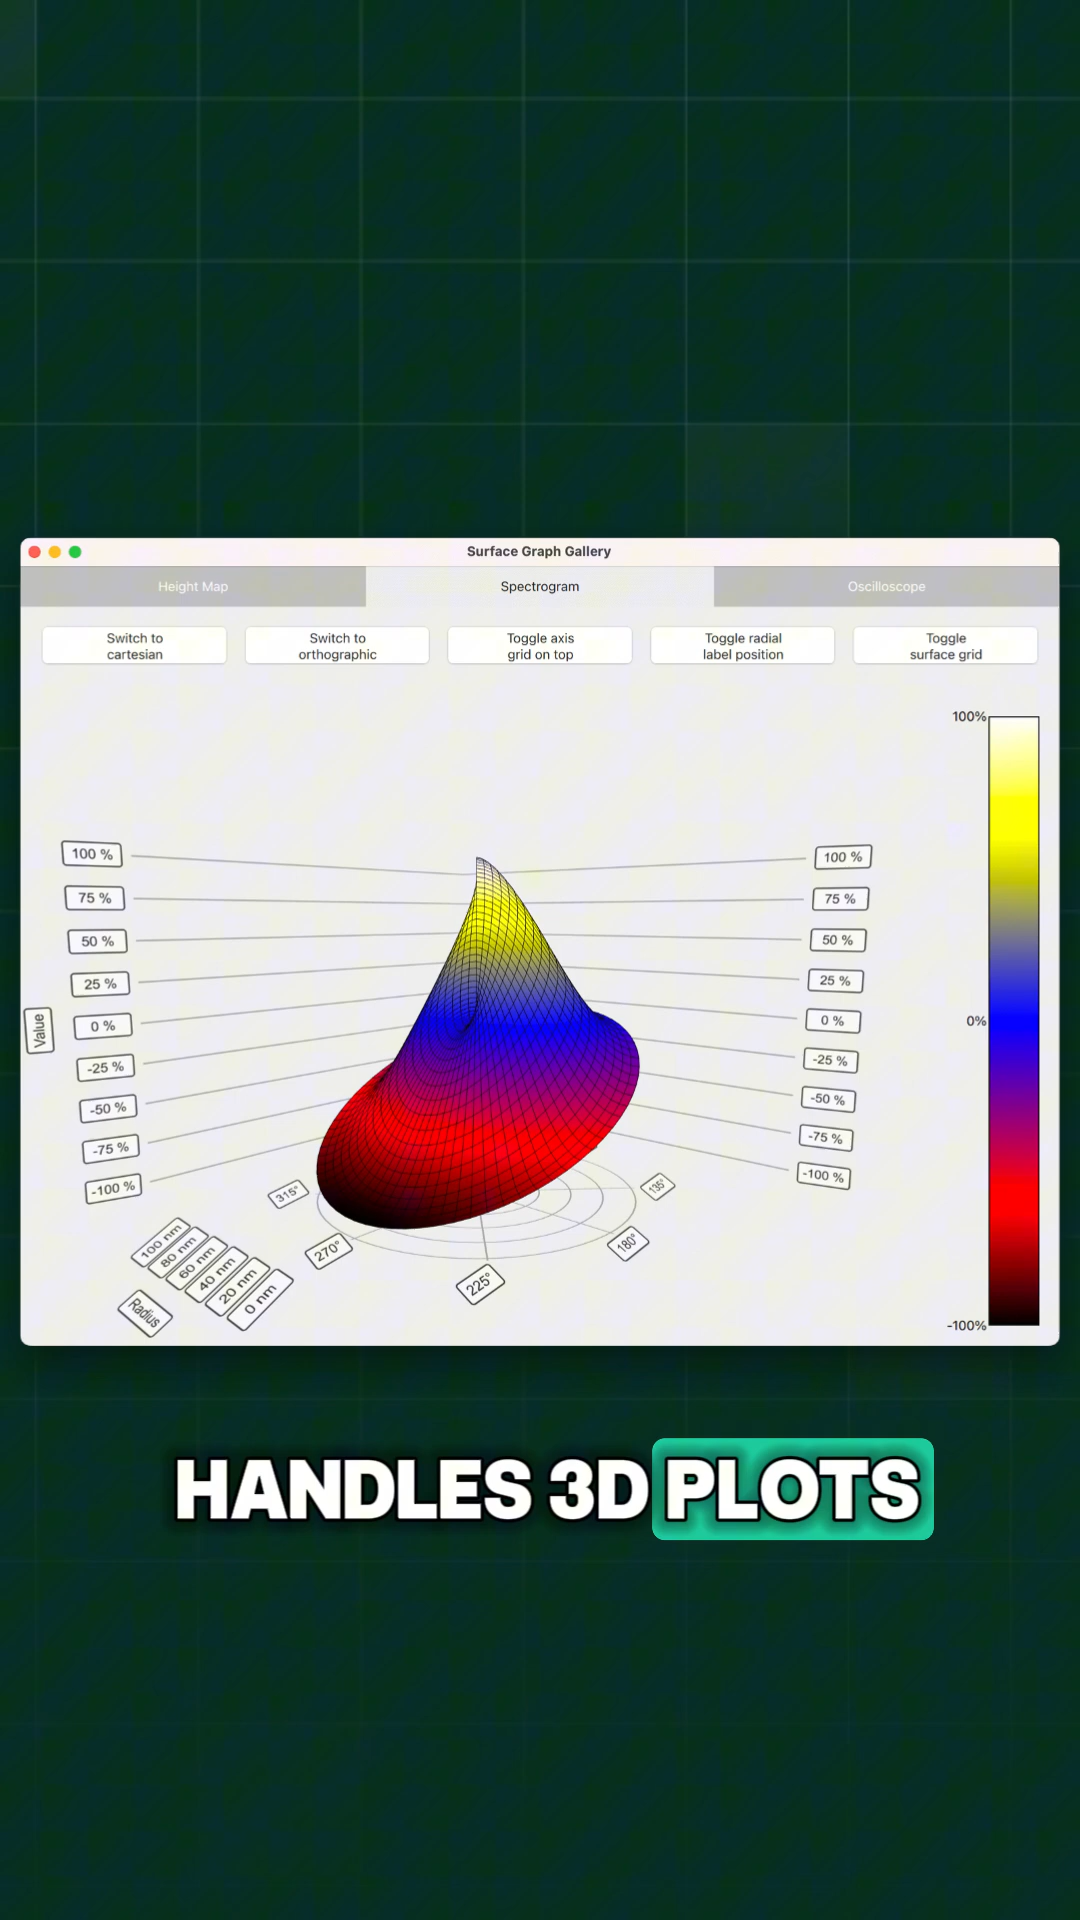 Surface Graph Gallery
Height Map
Spectrogram
Oscilloscope
Switch to
cartesian
Switch to
orthographic
Toggle axis
grid on top
Toggle radial
label position
Toggle
surface grid
100%
0%
-100%
100 %
75 %
50 %
25 %
0 %
-25 %
-50 %
-75 %
-100 %
Value
100 %
75 %
50 %
25 %
0 %
-25 %
-50 %
-75 %
-100 %
315°
270°
225°
180°
135°
100 nm
80 nm
60 nm
40 nm
20 nm
0 nm
Radius
HANDLES 3D PLOTS